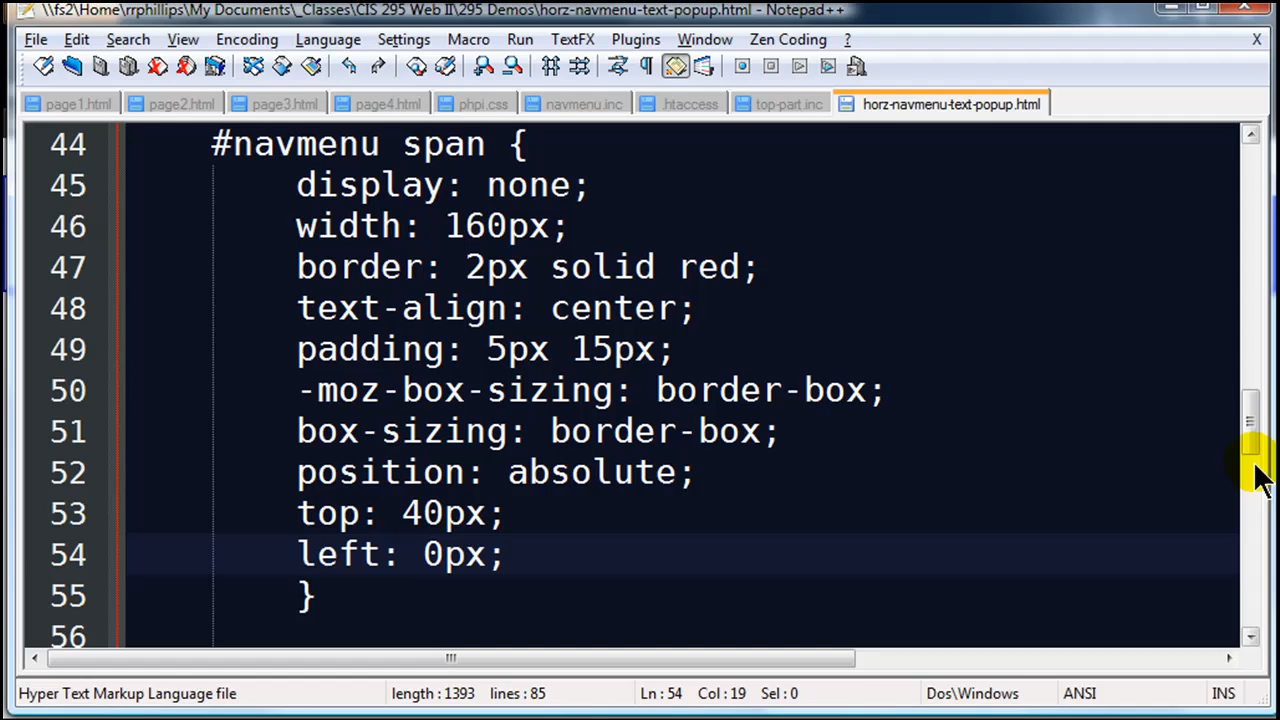 \\fs2\Home\rrphillips\My Documents\_Classes\CIS 295 Web II\295 Demos\horz-navmenu-text-popup.html - Notepad++
File Edit Search View Encoding Language Settings Macro Run TextFX Plugins Window Zen Coding ? X
page1.html page2.html page3.html page4.html phpi.css navmenu.inc .htaccess top-part.inc horz-navmenu-text-popup.html
44 #navmenu span {
45 display: none;
46 width: 160px;
47 border: 2px solid red;
48 text-align: center;
49 padding: 5px 15px;
50 -moz-box-sizing: border-box;
51 box-sizing: border-box;
52 position: absolute;
53 top: 40px;
54 left: 0px;
55 }
56
Hyper Text Markup Language file length : 1393 lines : 85 Ln : 54 Col : 19 Sel : 0 Dos\Windows ANSI INS